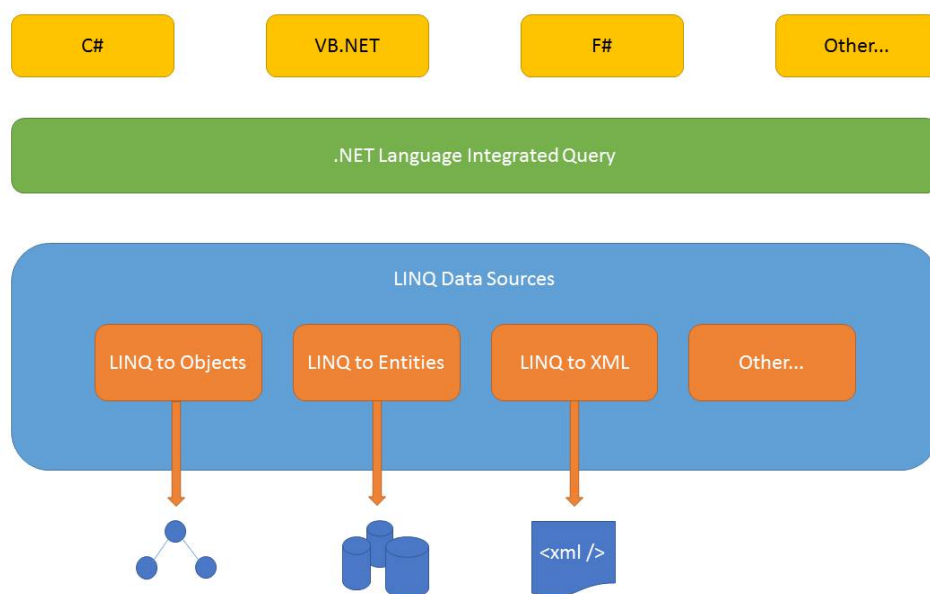 C#
VB.NET
F#
Other...
.NET Language Integrated Query
LINQ Data Sources
LINQ to Objects
LINQ to Entities
LINQ to XML
Other...
<xml />